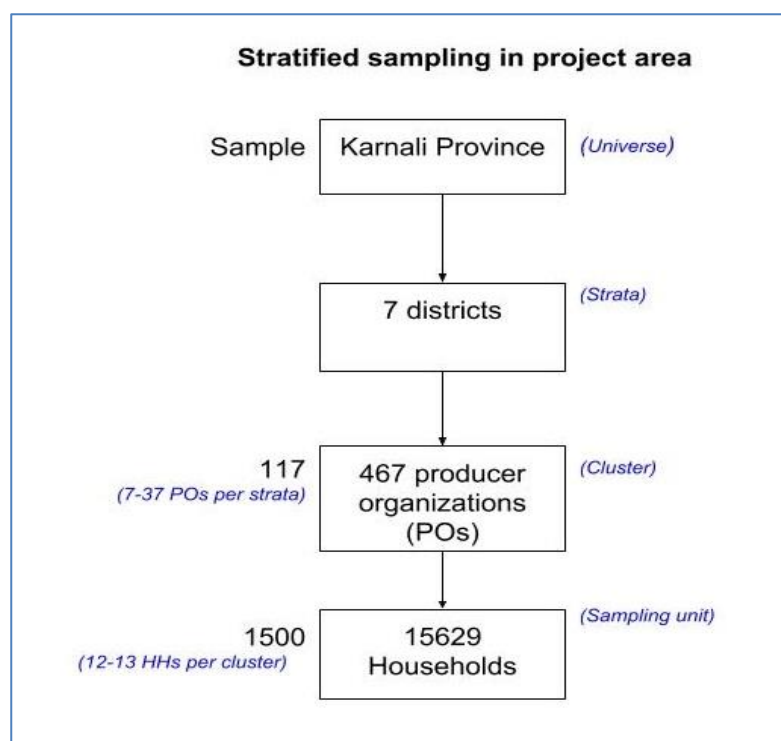 Stratified sampling in project area
Sample
Karnali Province
(Universe)
7 districts
(Strata)
117
(7-37 POs per strata)
467 producer
organizations
(POs)
(Cluster)
1500
(12-13 HHs per cluster)
15629
Households
(Sampling unit)